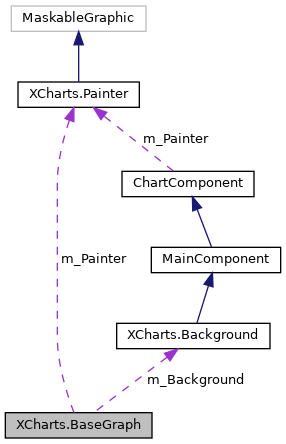 MaskableGraphic
XCharts.Painter
m_Painter
ChartComponent
m_Painter
MainComponent
XCharts.Background
m_Background
XCharts.BaseGraph